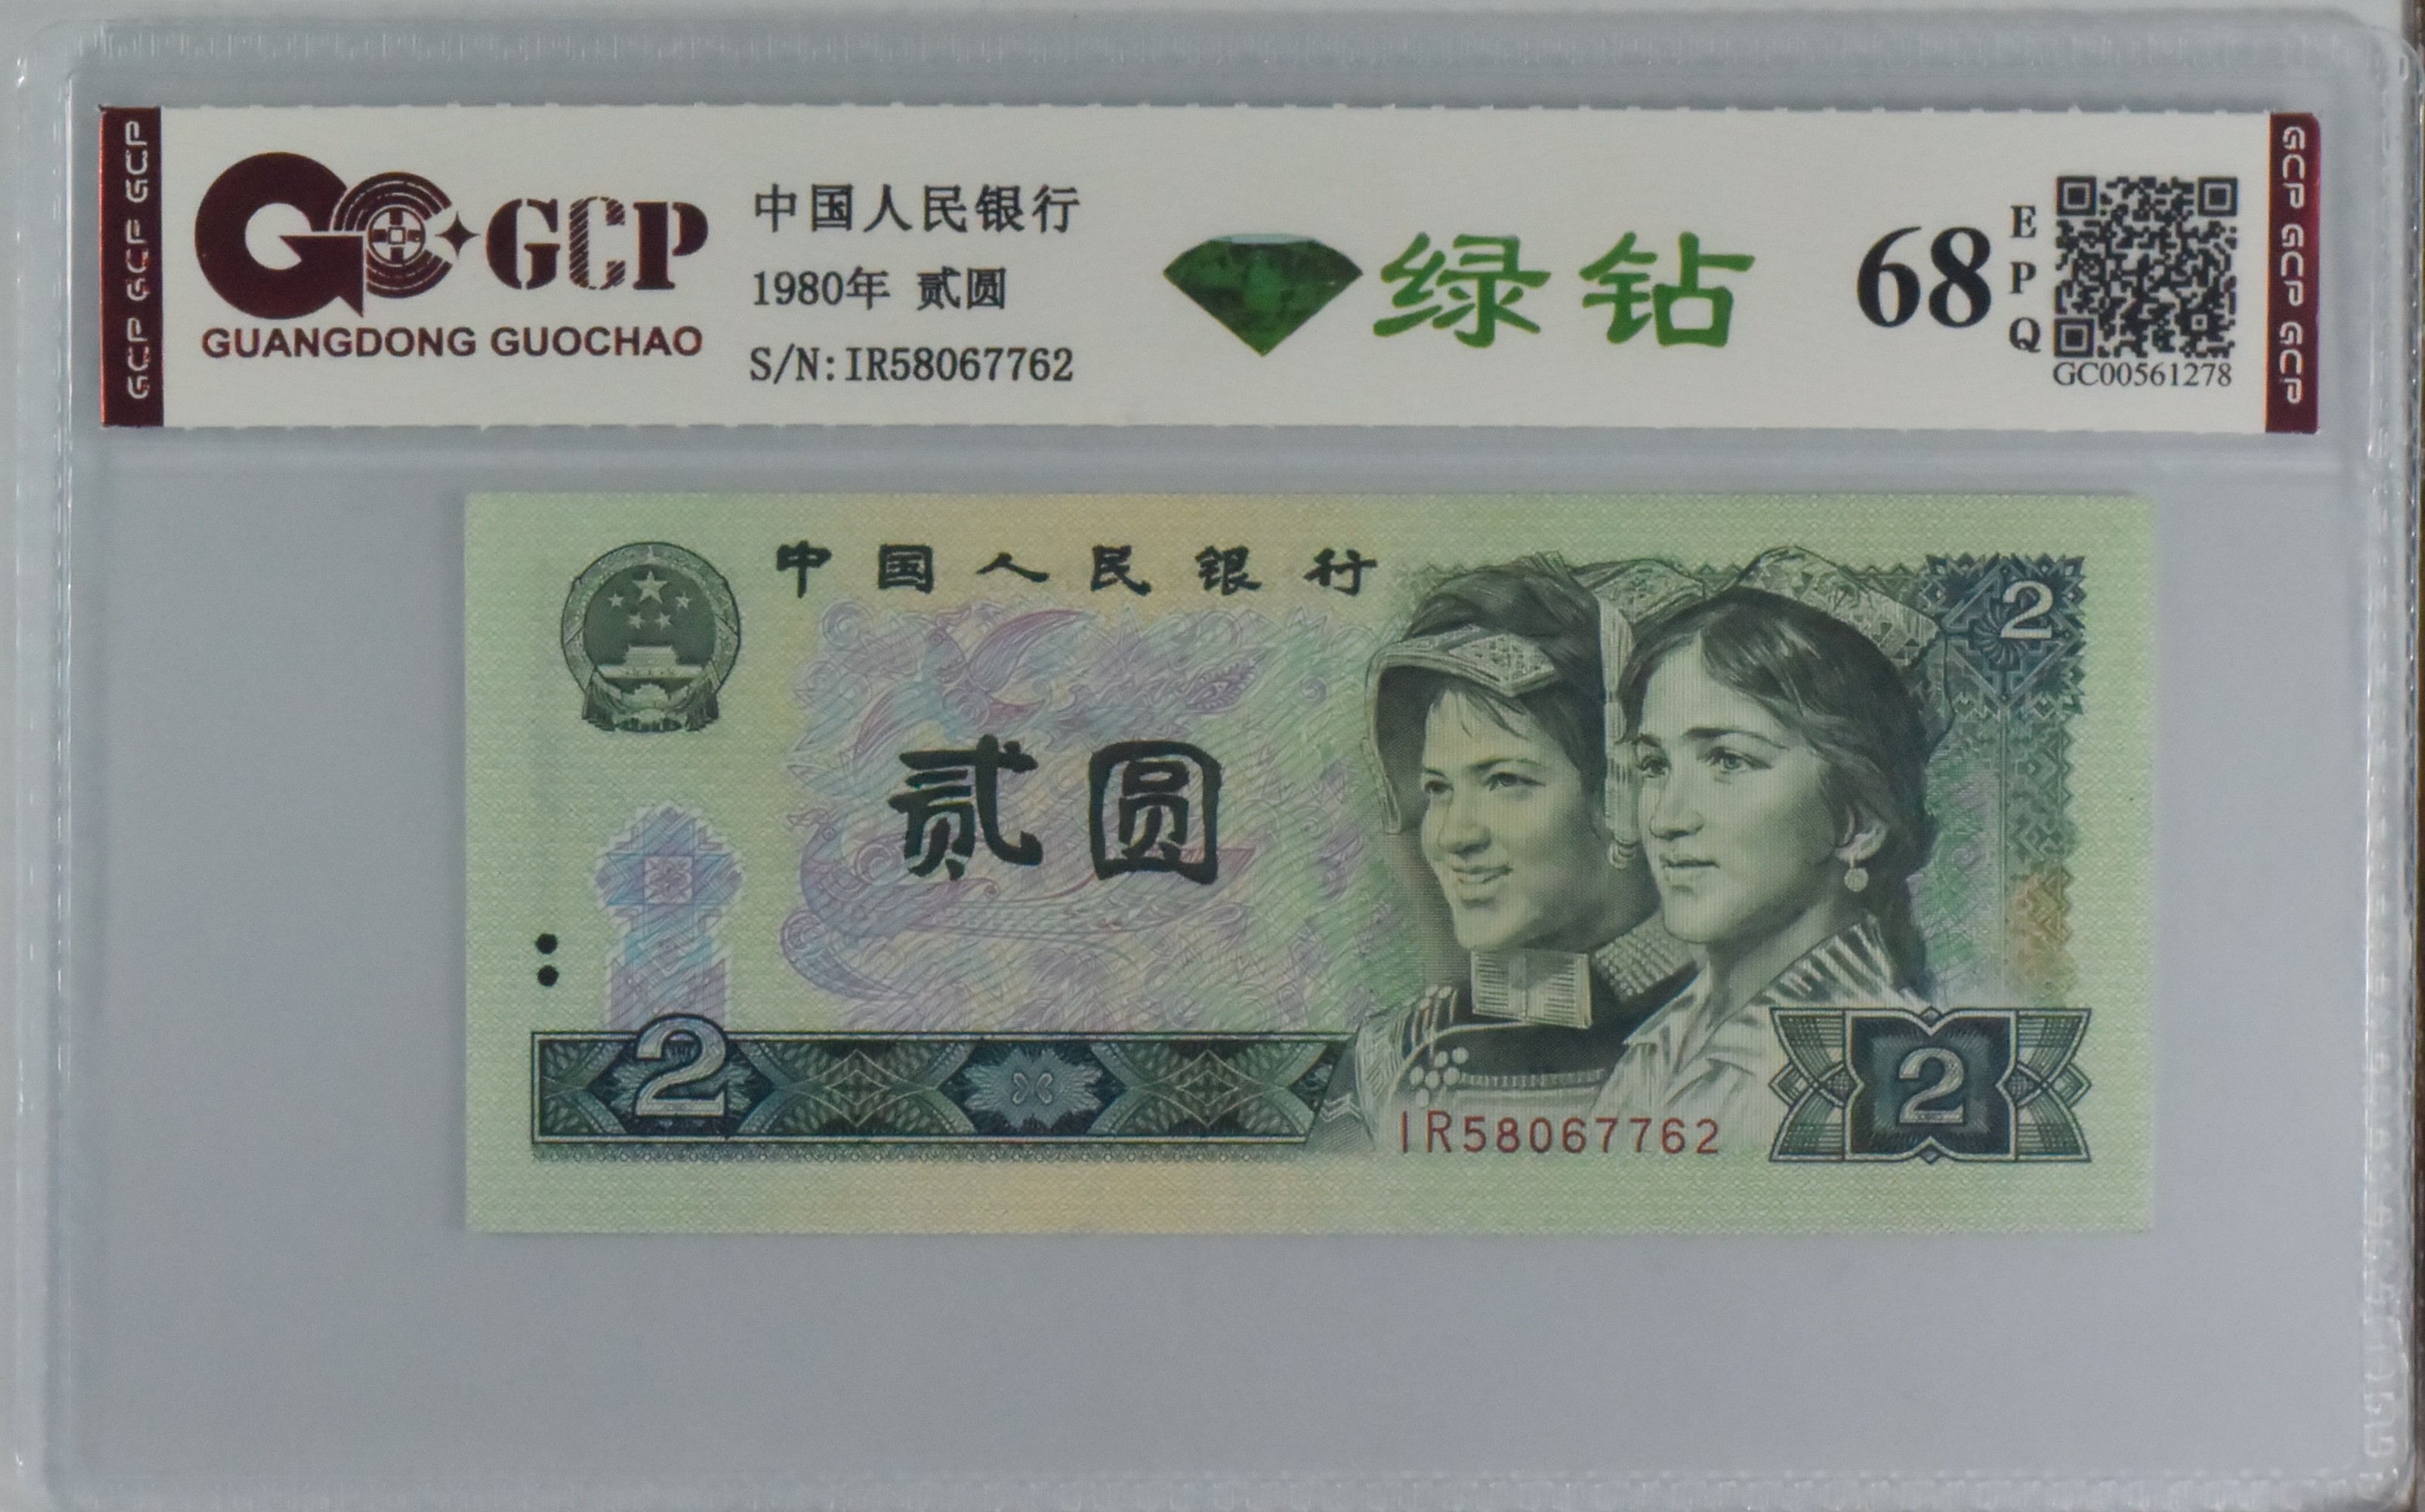 GCP GCP GCP
GCP
GUANGDONG GUOCHAO
中国人民银行
1980年 贰圆
S/N:IR58067762
绿钻
68
EPQ
GC00561278
GCP GCP GCP
中国人民银行
2
贰圆
2
IR58067762
2